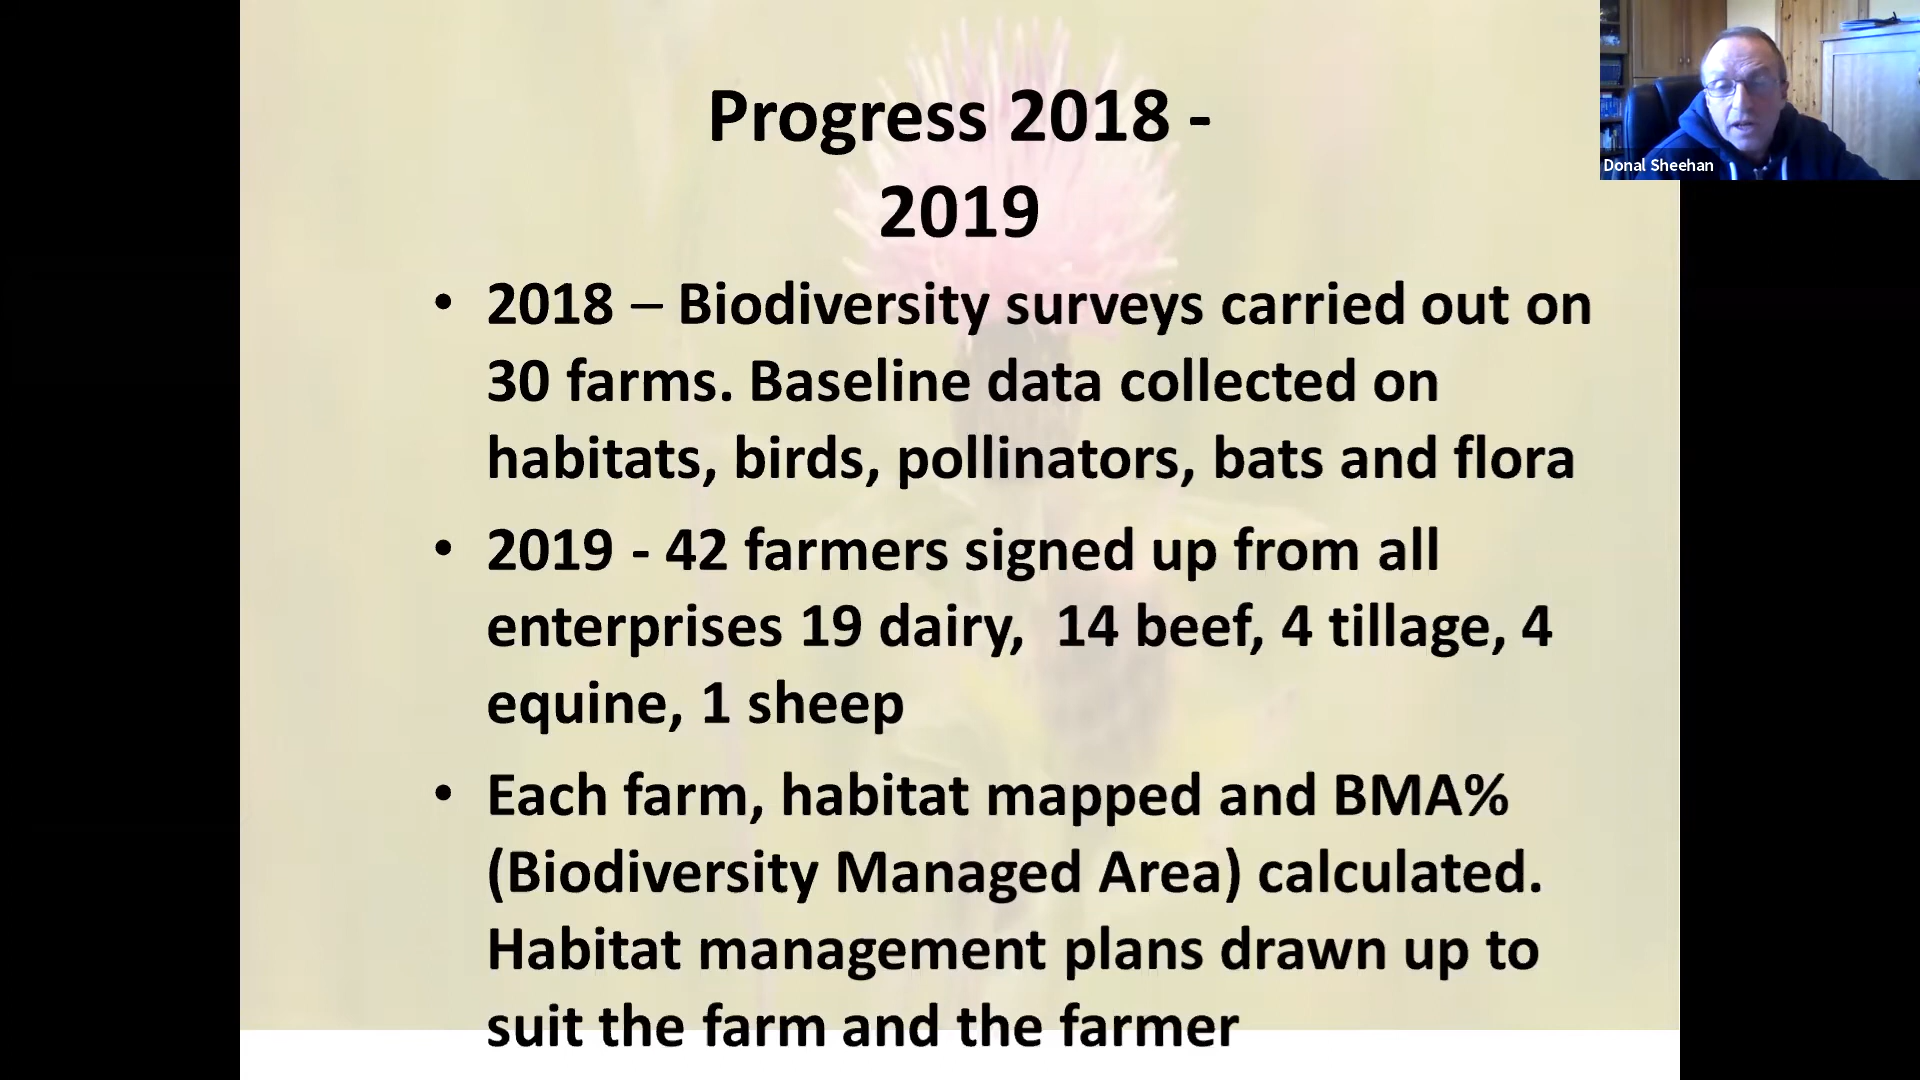 Progress 2018 -
2019
• 2018 – Biodiversity surveys carried out on
30 farms. Baseline data collected on
habitats, birds, pollinators, bats and flora
• 2019 - 42 farmers signed up from all
enterprises 19 dairy,  14 beef, 4 tillage, 4
equine, 1 sheep
• Each farm, habitat mapped and BMA%
(Biodiversity Managed Area) calculated.
Habitat management plans drawn up to
suit the farm and the farmer
Donal Sheehan